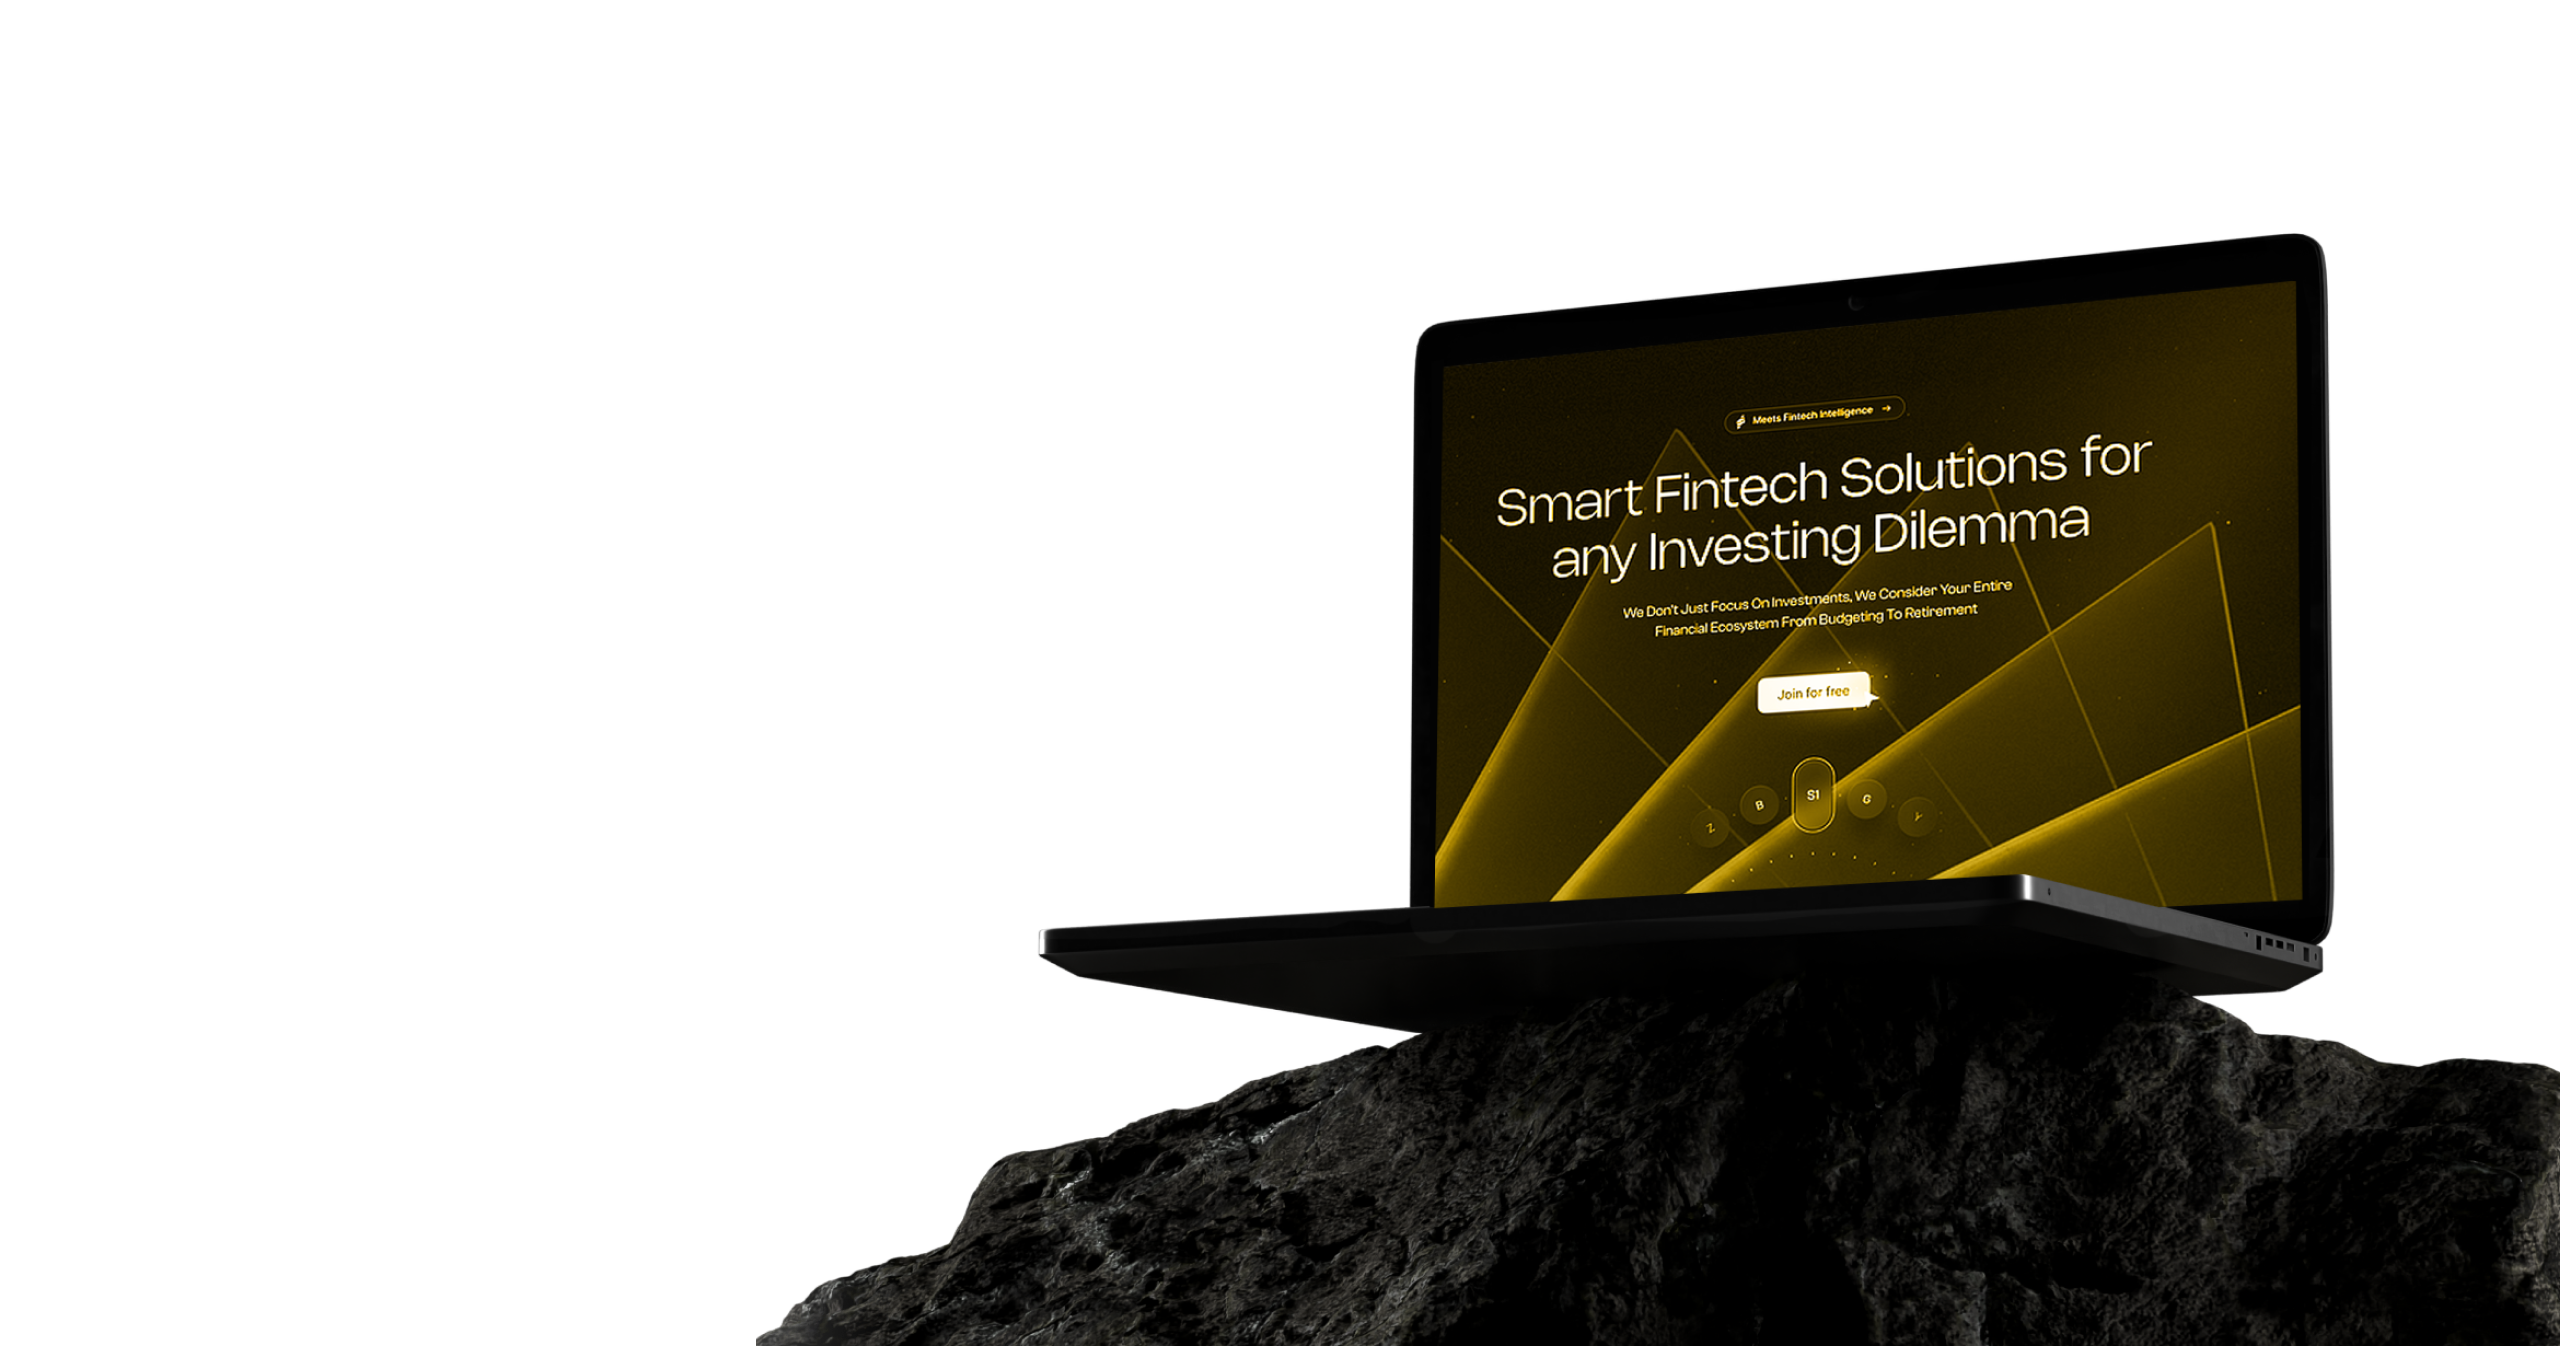 Meets Fintech Intelligence →
Smart Fintech Solutions for
any Investing Dilemma
We Don't Just Focus On Investments, We Consider Your Entire
Financial Ecosystem From Budgeting To Retirement
Join for free
Z B S1 G Y